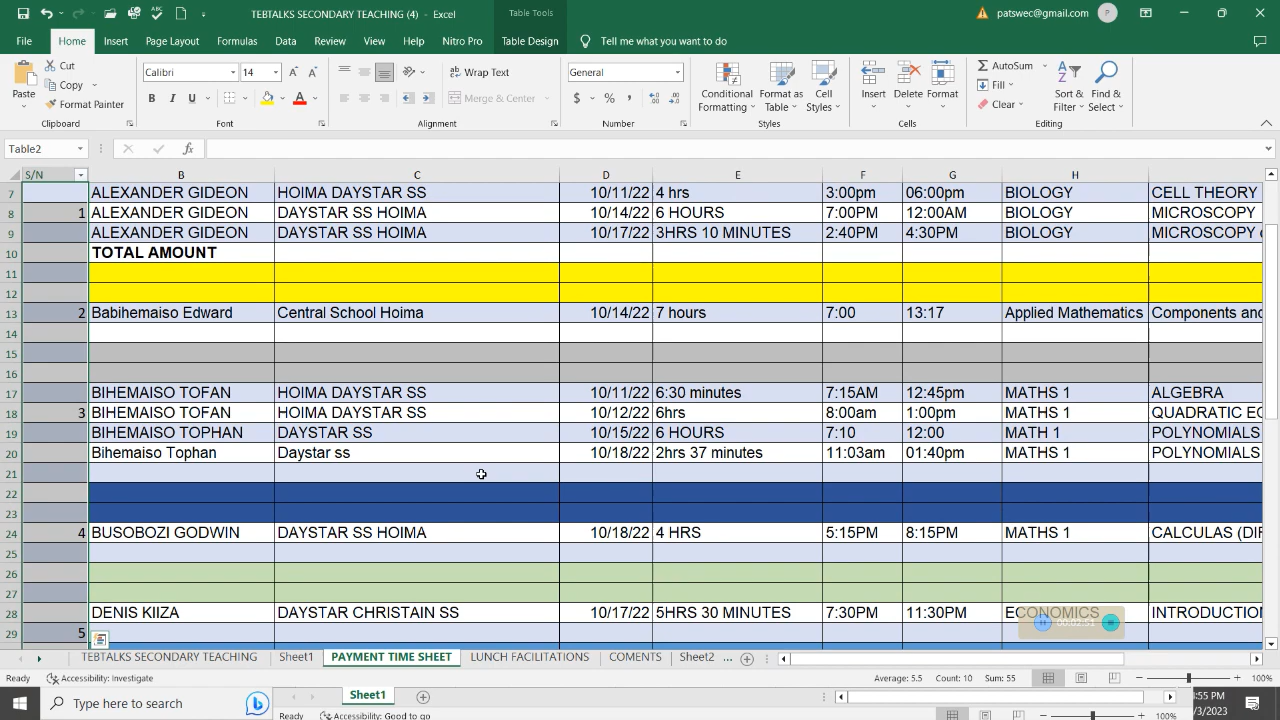 TEBTALKS SECONDARY TEACHING (4) - Excel
Table Tools
patswec@gmail.com P
File Home Insert Page Layout Formulas Data Review View Help Nitro Pro Table Design Tell me what you want to do
Paste
Cut
Copy
Format Painter
Clipboard
Calibri 14
B I U
Font
Wrap Text
Merge & Center
Alignment
General
$ % ,
Number
Conditional Formatting
Format as Table
Cell Styles
Styles
Insert Delete Format
Cells
AutoSum
Fill
Clear
Sort & Filter
Find & Select
Editing
Table2 fx
S/N B C D E F G H
7 ALEXANDER GIDEON HOIMA DAYSTAR SS 10/11/22 4 hrs 3:00pm 06:00pm BIOLOGY CELL THEORY
8 1 ALEXANDER GIDEON DAYSTAR SS HOIMA 10/14/22 6 HOURS 7:00PM 12:00AM BIOLOGY MICROSCOPY
9 ALEXANDER GIDEON DAYSTAR SS HOIMA 10/17/22 3HRS 10 MINUTES 2:40PM 4:30PM BIOLOGY MICROSCOPY
10 TOTAL AMOUNT
11
12
13 2 Babihemaiso Edward Central School Hoima 10/14/22 7 hours 7:00 13:17 Applied Mathematics Components and
14
15
16
17 BIHEMAISO TOFAN HOIMA DAYSTAR SS 10/11/22 6:30 minutes 7:15AM 12:45pm MATHS 1 ALGEBRA
18 3 BIHEMAISO TOFAN HOIMA DAYSTAR SS 10/12/22 6hrs 8:00am 1:00pm MATHS 1 QUADRATIC EQ
19 BIHEMAISO TOPHAN DAYSTAR SS 10/15/22 6 HOURS 7:10 12:00 MATH 1 POLYNOMIALS
20 Bihemaiso Tophan Daystar ss 10/18/22 2hrs 37 minutes 11:03am 01:40pm MATHS 1 POLYNOMIALS
21
22
23
24 4 BUSOBOZI GODWIN DAYSTAR SS HOIMA 10/18/22 4 HRS 5:15PM 8:15PM MATHS 1 CALCULAS (DIF
25
26
27
28 DENIS KIIZA DAYSTAR CHRISTAIN SS 10/17/22 5HRS 30 MINUTES 7:30PM 11:30PM ECONOMICS INTRODUCTION
29 5
00:02:51
TEBTALKS SECONDARY TEACHING Sheet1 PAYMENT TIME SHEET LUNCH FACILITATIONS COMENTS Sheet2 ...
Ready Accessibility: Investigate Average: 5.5 Count: 10 Sum: 55 100%
Type here to search
Sheet1
:55 PM
/3/2023
Ready Accessibility: Good to go 100%